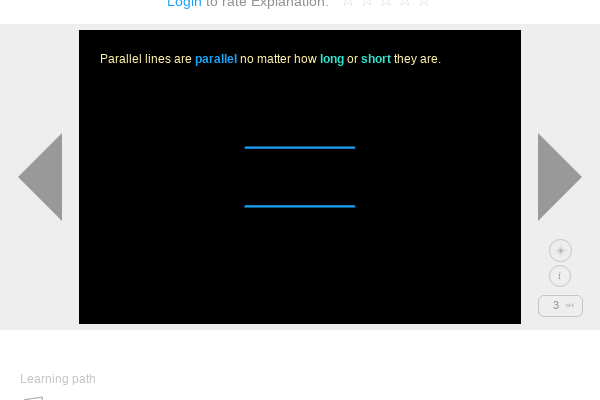 Login to rate Explanation.
Parallel lines are parallel no matter how long or short they are.
i
3
Learning path